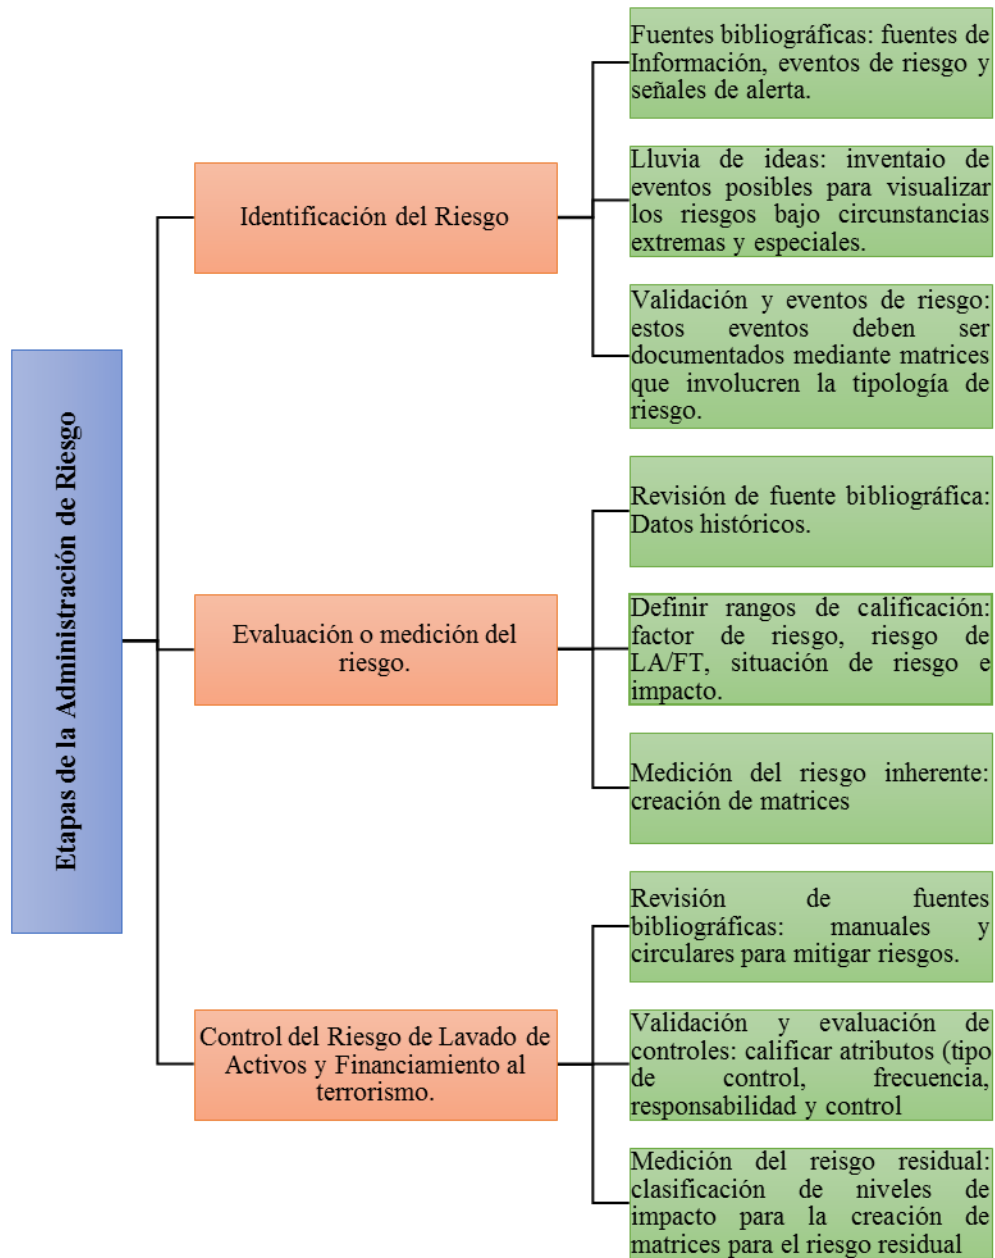 Etapas de la Administración de Riesgo
Identificación del Riesgo
Fuentes bibliográficas: fuentes de
Información, eventos de riesgo y
señales de alerta.
Lluvia de ideas: inventaio de
eventos posibles para visualizar
los riesgos bajo circunstancias
extremas y especiales.
Validación y eventos de riesgo:
estos eventos deben ser
documentados mediante matrices
que involucren la tipología de
riesgo.
Evaluación o medición del
riesgo.
Revisión de fuente bibliográfica:
Datos históricos.
Definir rangos de calificación:
factor de riesgo, riesgo de
LA/FT, situación de riesgo e
impacto.
Medición del riesgo inherente:
creación de matrices
Control del Riesgo de Lavado de
Activos y Financiamiento al
terrorismo.
Revisión de fuentes
bibliográficas: manuales y
circulares para mitigar riesgos.
Validación y evaluación de
controles: calificar atributos (tipo
de control, frecuencia,
responsabilidad y control
Medición del reisgo residual:
clasificación de niveles de
impacto para la creación de
matrices para el riesgo residual